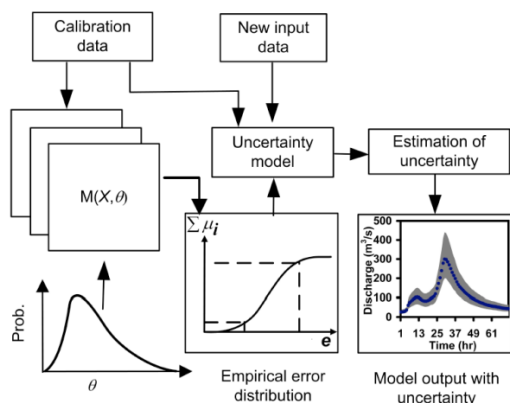 Calibration
data
New input
data
Uncertainty
model
Estimation of
uncertainty
M(X,θ)
Σ μi
e
Prob.
θ
Empirical error
distribution
Discharge (m³/s)
500
400
300
200
100
0
1 13 25 37 49 61
Time (hr)
Model output with
uncertainty